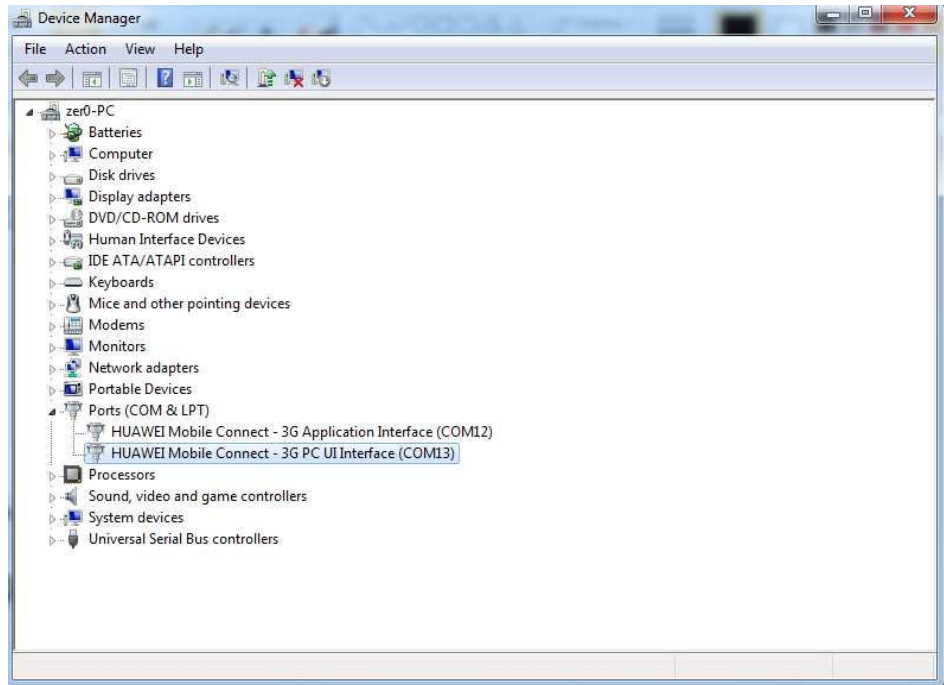 Device Manager
File Action View Help
zer0-PC
Batteries
Computer
Disk drives
Display adapters
DVD/CD-ROM drives
Human Interface Devices
IDE ATA/ATAPI controllers
Keyboards
Mice and other pointing devices
Modems
Monitors
Network adapters
Portable Devices
Ports (COM & LPT)
HUAWEI Mobile Connect - 3G Application Interface (COM12)
HUAWEI Mobile Connect - 3G PC UI Interface (COM13)
Processors
Sound, video and game controllers
System devices
Universal Serial Bus controllers